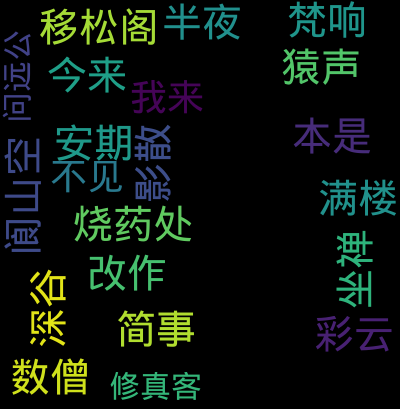 移松阁
半夜
梵响
问远公
今来
猿声
我来
本是
安期
影散
阆山空
不见
满楼
烧药处
坐禅
改作
深谷
简事
彩云
数僧
修真客